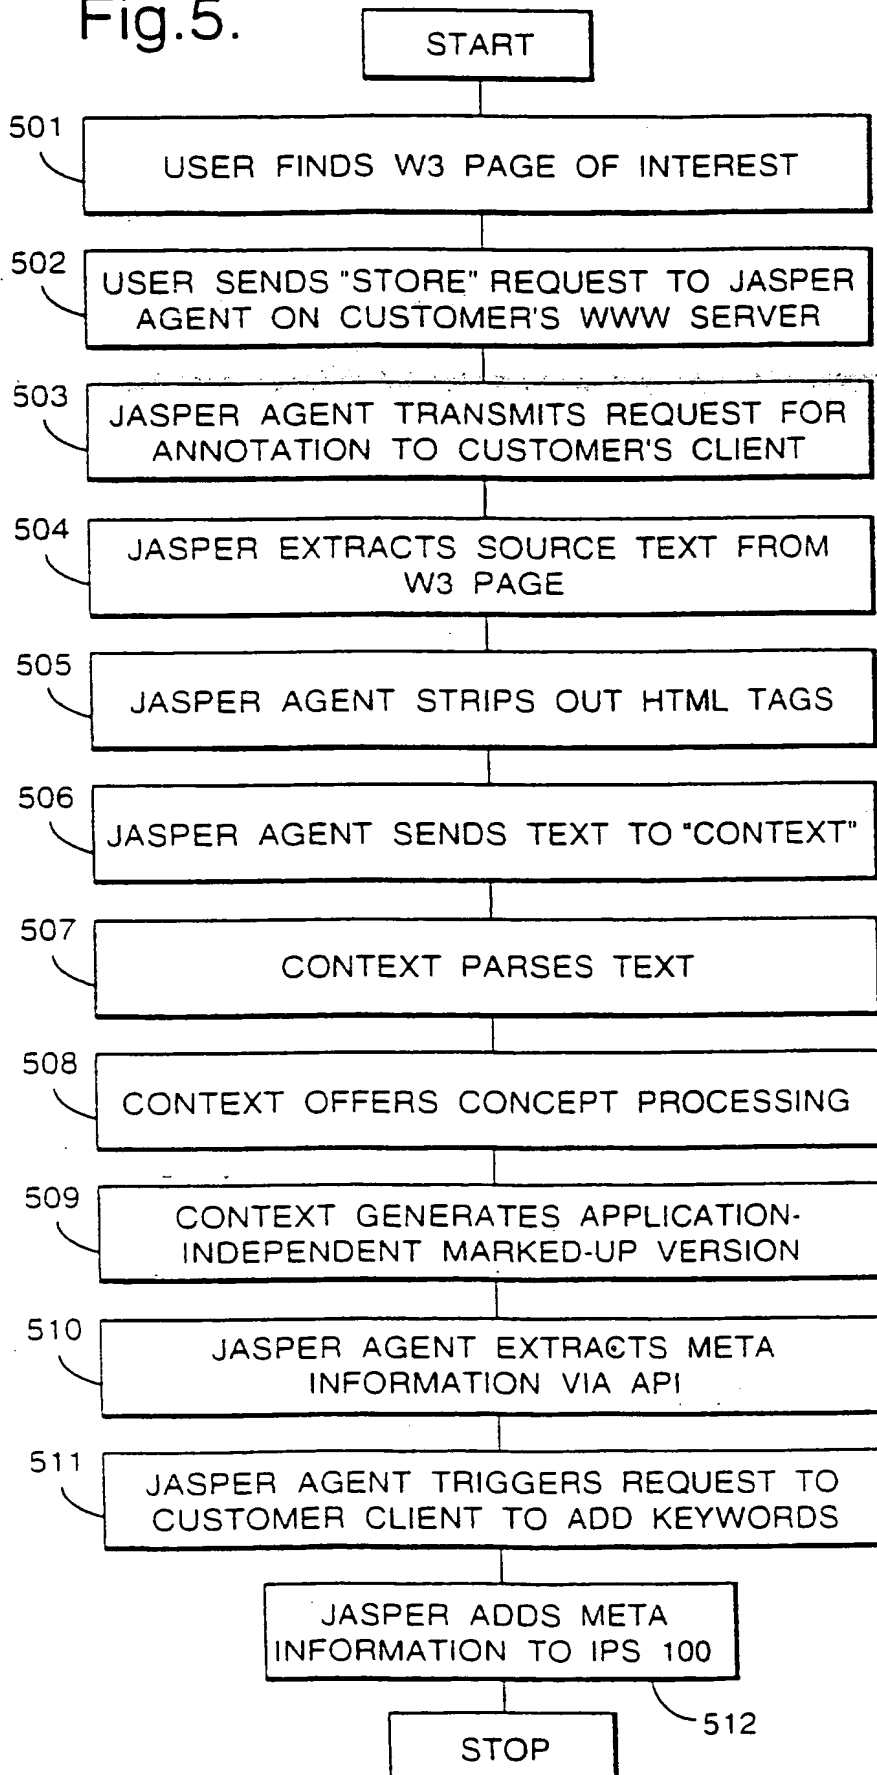 Fig.5.
START
501
USER FINDS W3 PAGE OF INTEREST
502
USER SENDS "STORE" REQUEST TO JASPER
AGENT ON CUSTOMER'S WWW SERVER
503
JASPER AGENT TRANSMITS REQUEST FOR
ANNOTATION TO CUSTOMER'S CLIENT
504
JASPER EXTRACTS SOURCE TEXT FROM
W3 PAGE
505
JASPER AGENT STRIPS OUT HTML TAGS
506
JASPER AGENT SENDS TEXT TO "CONTEXT"
507
CONTEXT PARSES TEXT
508
CONTEXT OFFERS CONCEPT PROCESSING
509
CONTEXT GENERATES APPLICATION-
INDEPENDENT MARKED-UP VERSION
510
JASPER AGENT EXTRACTS META
INFORMATION VIA API
511
JASPER AGENT TRIGGERS REQUEST TO
CUSTOMER CLIENT TO ADD KEYWORDS
JASPER ADDS META
INFORMATION TO IPS 100
512
STOP